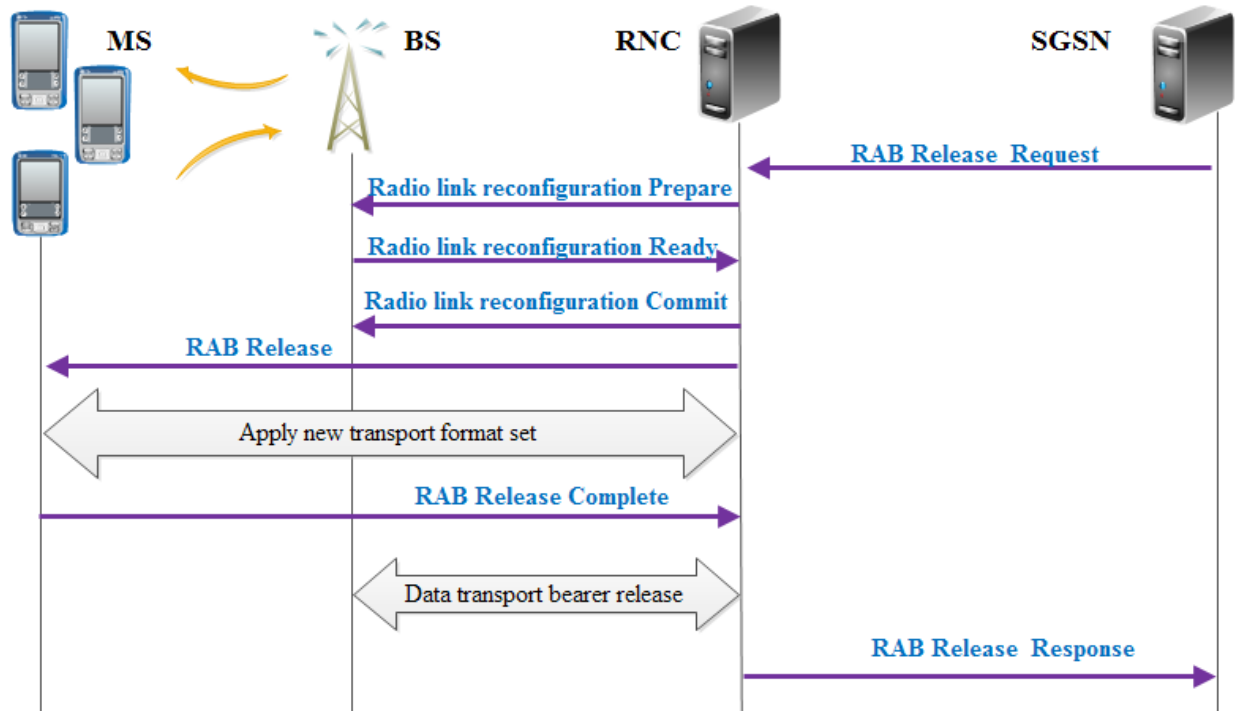 MS
BS
RNC
SGSN
RAB Release Request
Radio link reconfiguration Prepare
Radio link reconfiguration Ready
Radio link reconfiguration Commit
RAB Release
Apply new transport format set
RAB Release Complete
Data transport bearer release
RAB Release Response